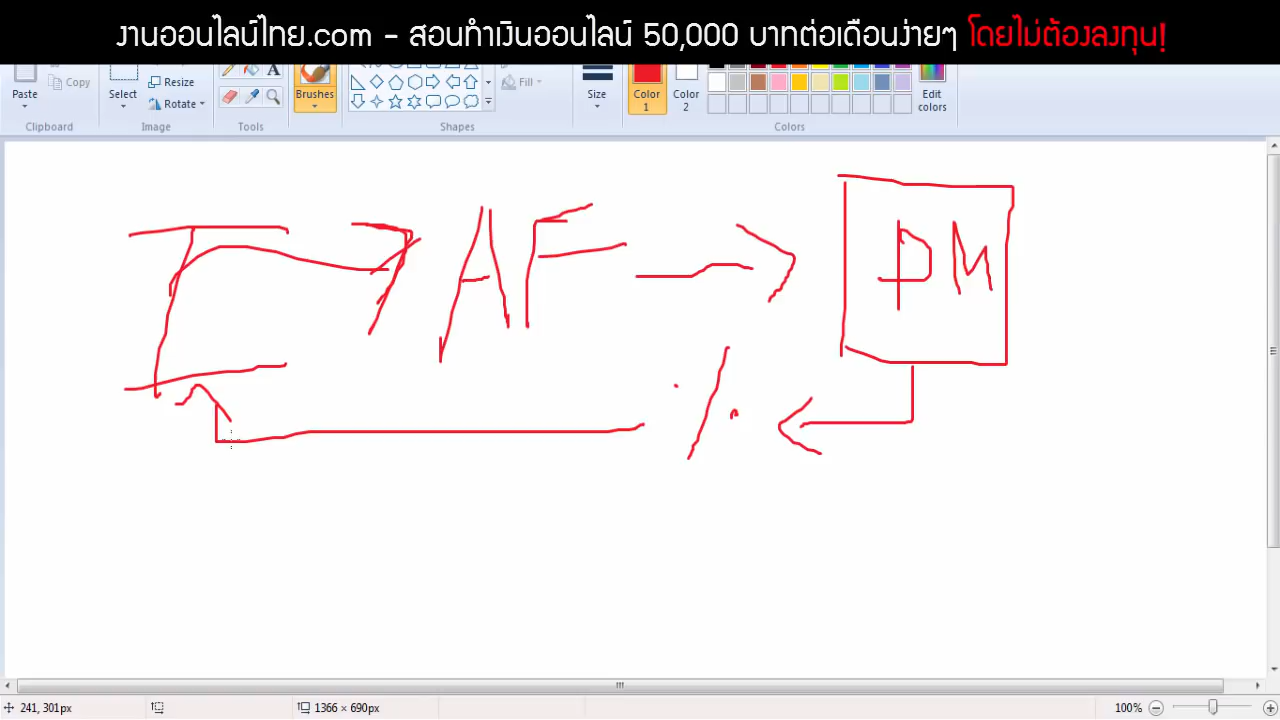 งานออนไลน์ไทย.com - สอนทำเงินออนไลน์ 50,000 บาทต่อเดือนง่ายๆ โดยไม่ต้องลงทุน!
Paste
Copy
Select
Resize
Rotate
A
Brushes
Fill
Size
Color 1
Color 2
Edit colors
Clipboard
Image
Tools
Shapes
Colors
I AF DM
%
241, 301px
1366 × 690px
100%